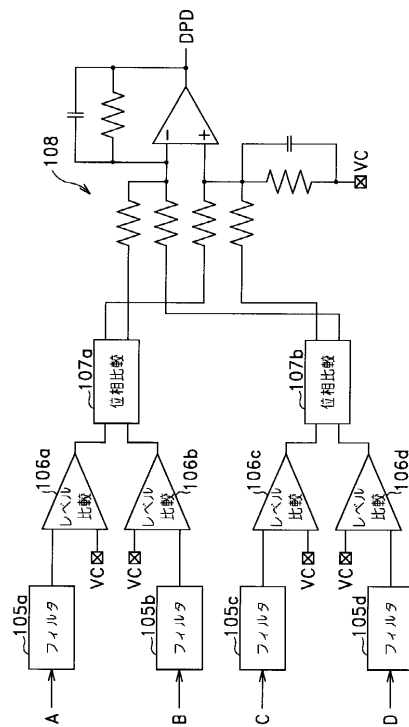 A
105a
フィルタ
VC
106a
レベル
比較
B
105b
フィルタ
VC
106b
レベル
比較
107a
位相比較
C
105c
フィルタ
VC
106c
レベル
比較
D
105d
フィルタ
VC
106d
レベル
比較
107b
位相比較
108
−
+
DPD
VC